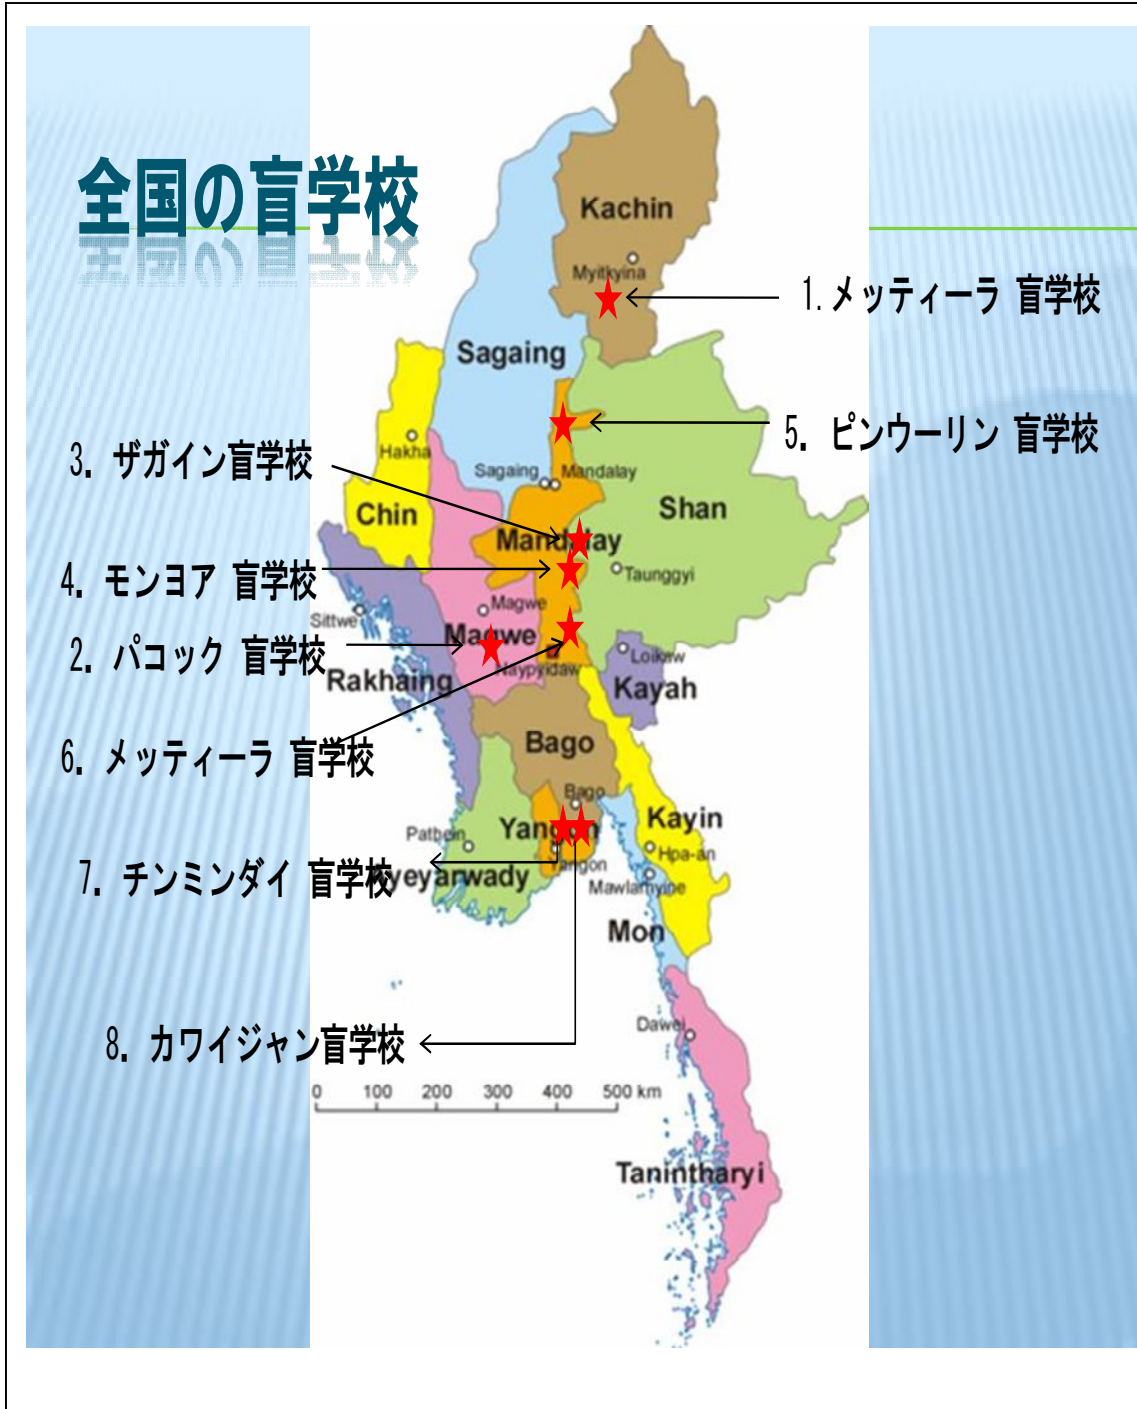 全国の盲学校
Kachin
Myitkyina
1.メッティーラ 盲学校
Sagaing
5. ピンウーリン 盲学校
Hakha
3. ザガイン盲学校
Sagaing
Mandalay
Chin
Shan
Mandalay
4. モンヨア 盲学校
Taunggyi
Magwe
Sittwe
Magwe
2. パコック 盲学校
Loikaw
Naypyidaw
Rakhaing
Kayah
Bago
6. メッティーラ 盲学校
Bago
Kayin
Yangon
Pathein
Hpa-an
Yangon
7. チンミンダイ 盲学校
Ayeyarwady
Mawlamyine
Mon
Dawei
8. カワイジャン盲学校
0 100 200 300 400 500 km
Tanintharyi